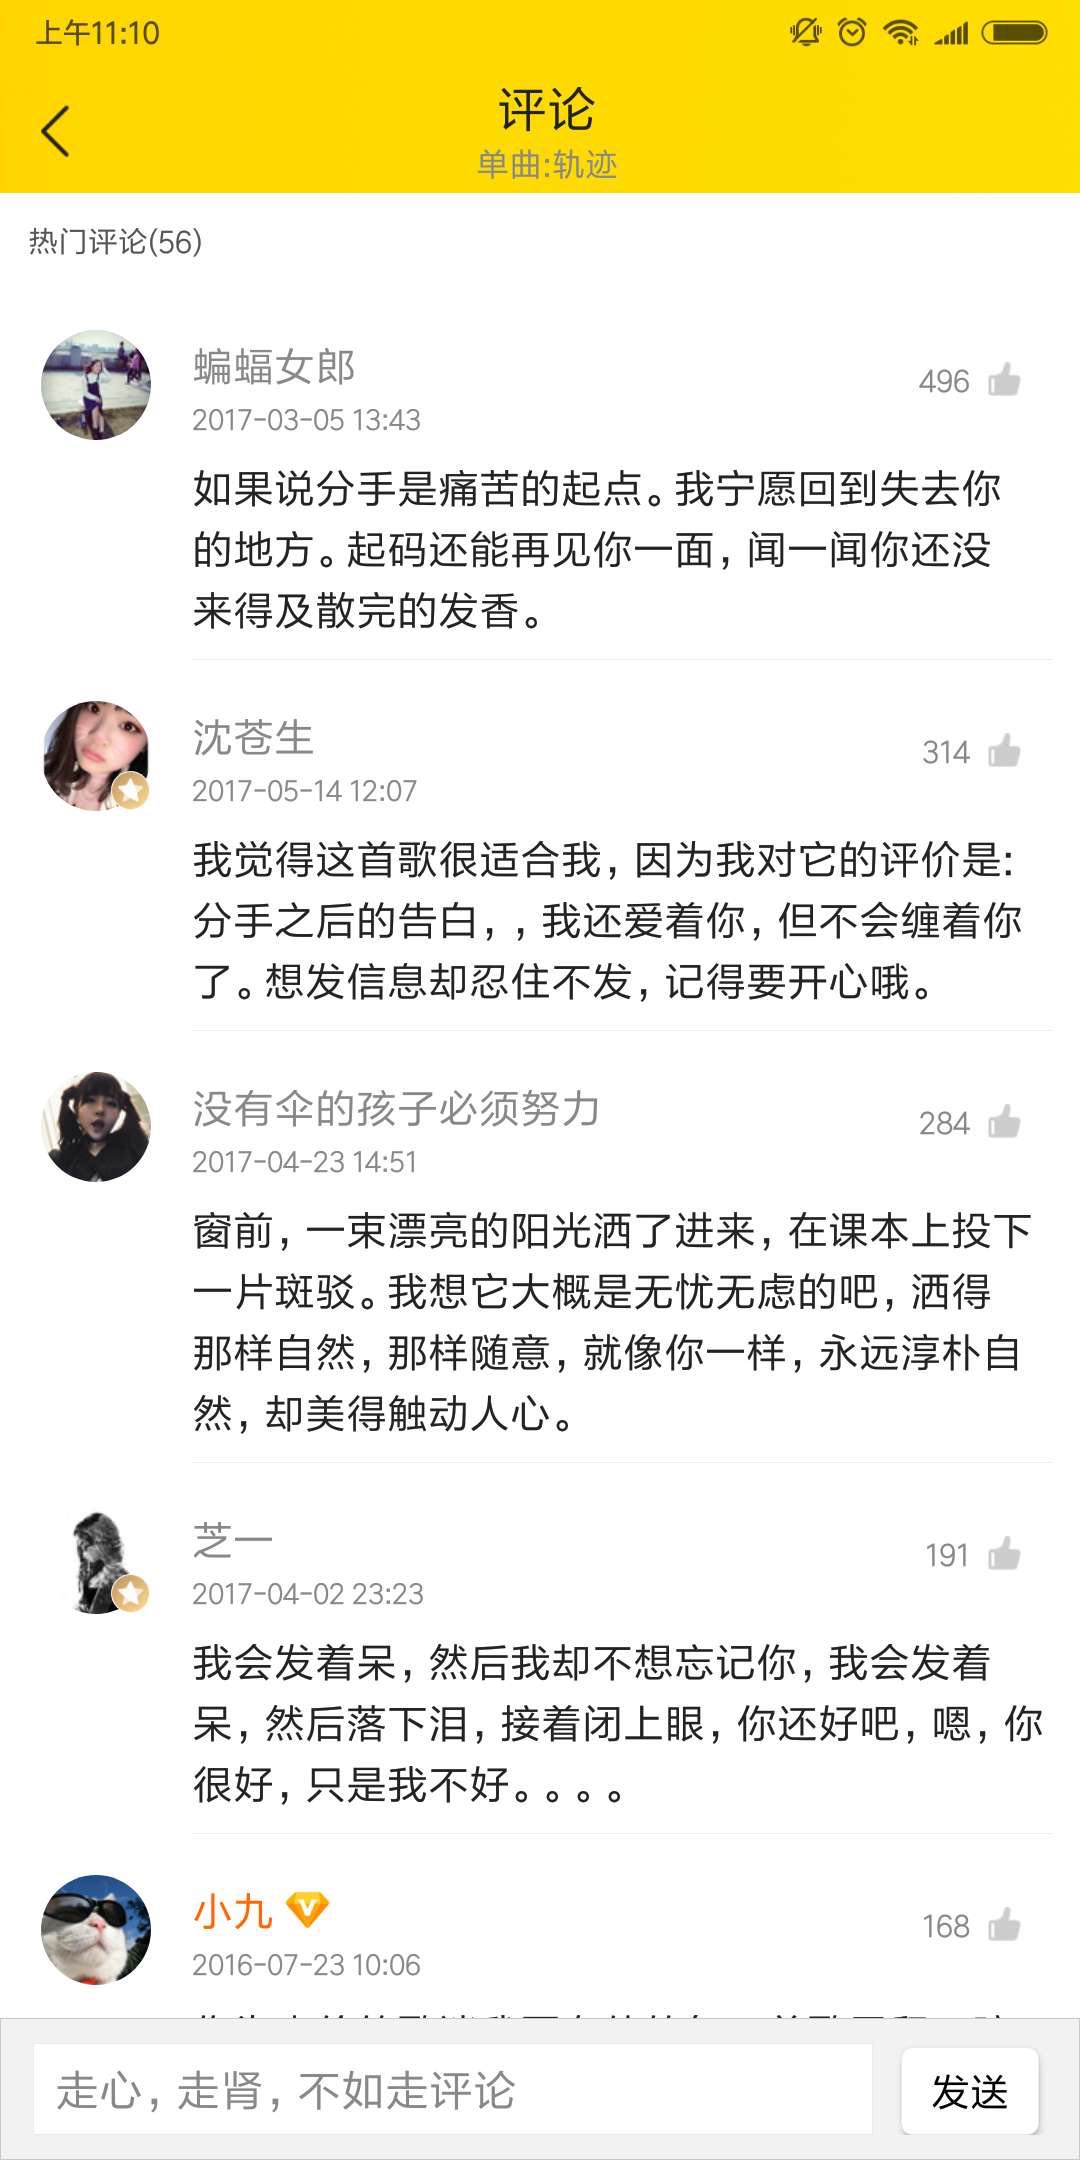 上午11:10
评论
单曲:轨迹
热门评论(56)
蝙蝠女郎
496
2017-03-05 13:43
如果说分手是痛苦的起点。我宁愿回到失去你
的地方。起码还能再见你一面，闻一闻你还没
来得及散完的发香。
沈苍生
314
2017-05-14 12:07
我觉得这首歌很适合我，因为我对它的评价是：
分手之后的告白，，我还爱着你，但不会缠着你
了。想发信息却忍住不发，记得要开心哦。
没有伞的孩子必须努力
284
2017-04-23 14:51
窗前，一束漂亮的阳光洒了进来，在课本上投下
一片斑驳。我想它大概是无忧无虑的吧，洒得
那样自然，那样随意，就像你一样，永远淳朴自
然，却美得触动人心。
芝一
191
2017-04-02 23:23
我会发着呆，然后我却不想忘记你，我会发着
呆，然后落下泪，接着闭上眼，你还好吧，嗯，你
很好，只是我不好。。。。
小九
168
2016-07-23 10:06
走心，走肾，不如走评论
发送